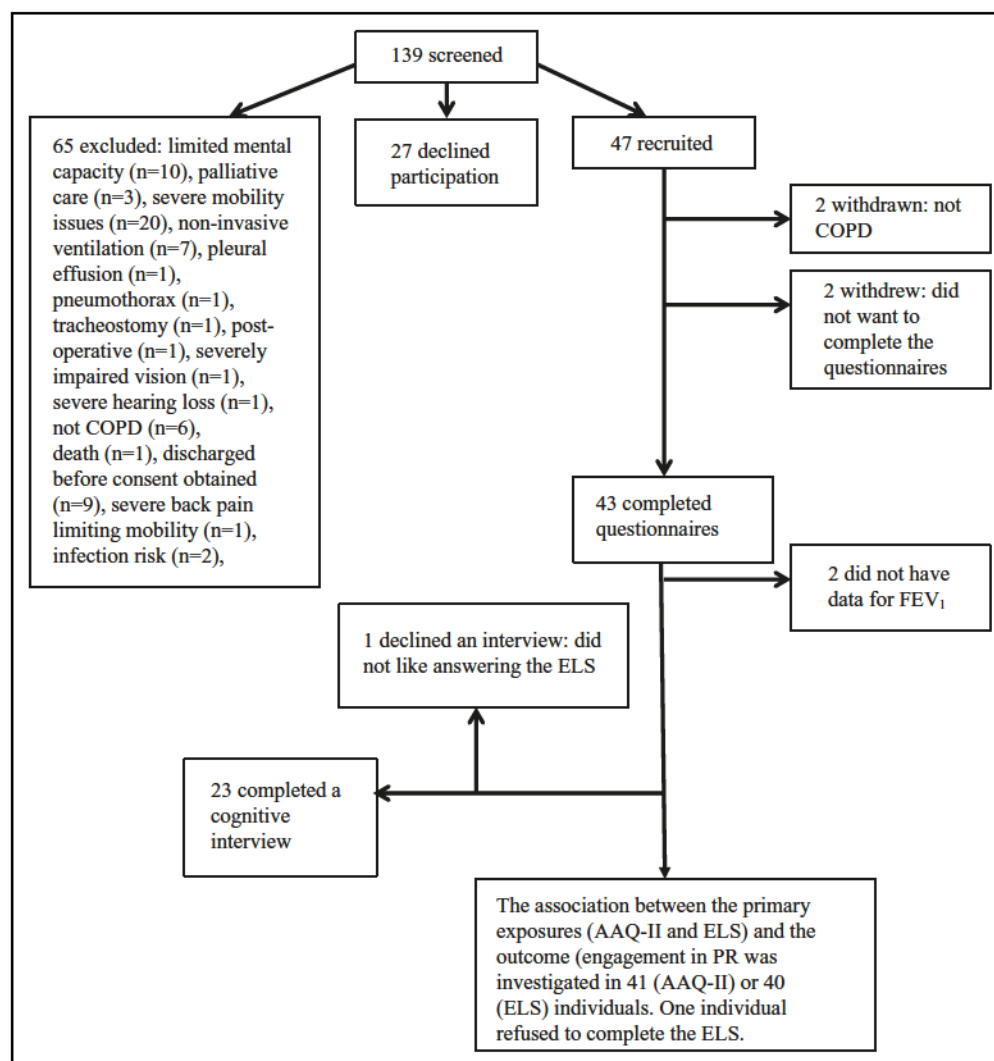 139 screened
65 excluded: limited mental
capacity (n=10), palliative
care (n=3), severe mobility
issues (n=20), non-invasive
ventilation (n=7), pleural
effusion (n=1),
pneumothorax (n=1),
tracheostomy (n=1), post-
operative (n=1), severely
impaired vision (n=1),
severe hearing loss (n=1),
not COPD (n=6),
death (n=1), discharged
before consent obtained
(n=9), severe back pain
limiting mobility (n=1),
infection risk (n=2),
27 declined
participation
47 recruited
2 withdrawn: not
COPD
2 withdrew: did
not want to
complete the
questionnaires
43 completed
questionnaires
2 did not have
data for FEV₁
1 declined an interview: did
not like answering the ELS
23 completed a
cognitive
interview
The association between the primary
exposures (AAQ-II and ELS) and the
outcome (engagement in PR was
investigated in 41 (AAQ-II) or 40
(ELS) individuals. One individual
refused to complete the ELS.